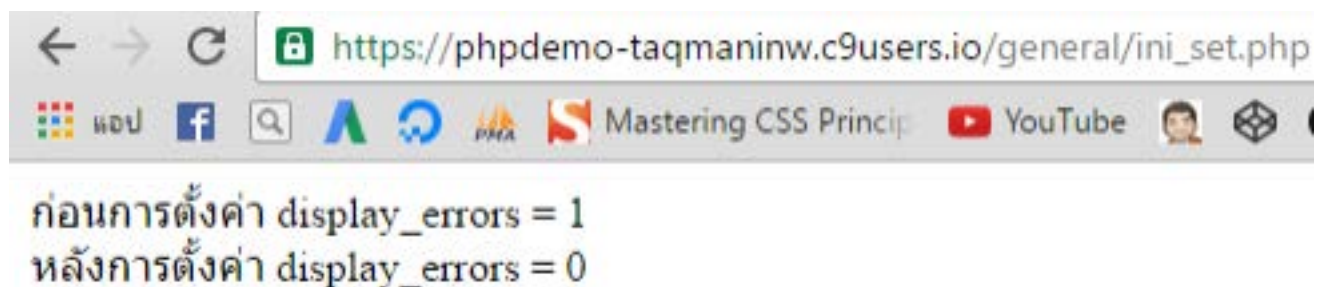 https://phpdemo-taqmaninw.c9users.io/general/ini_set.php
แอป PMA Mastering CSS Princip YouTube
ก่อนการตั้งค่า display_errors = 1
หลังการตั้งค่า display_errors = 0